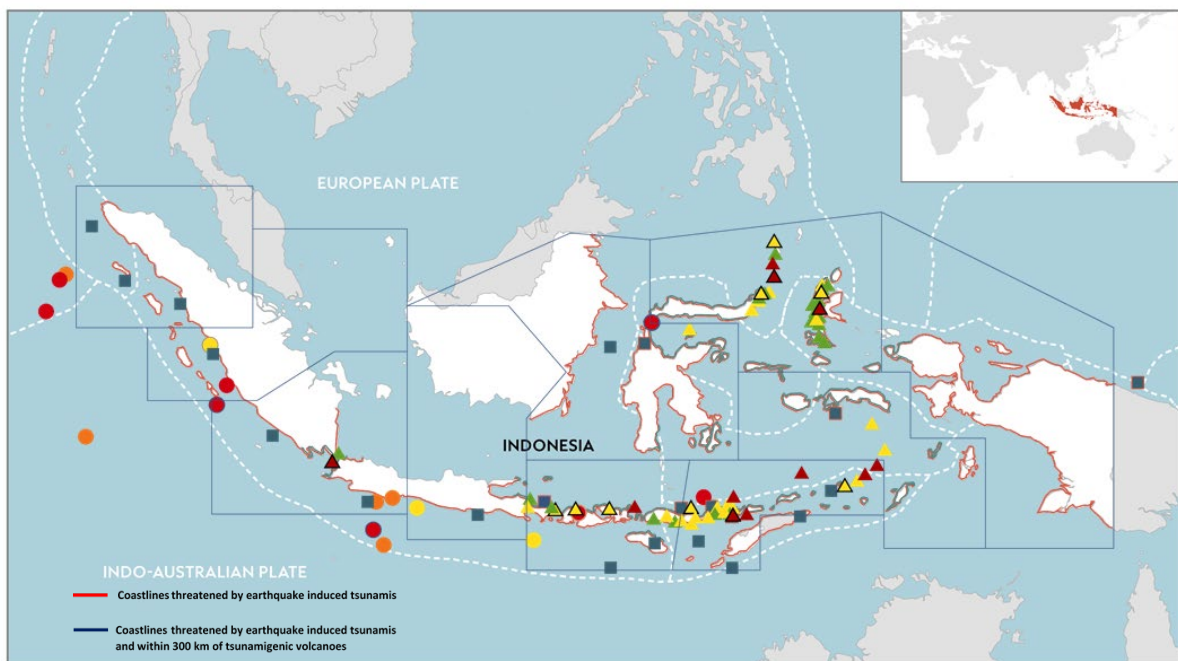 EUROPEAN PLATE
INDONESIA
INDO-AUSTRALIAN PLATE
Coastlines threatened by earthquake induced tsunamis
Coastlines threatened by earthquake induced tsunamis
and within 300 km of tsunamigenic volcanoes